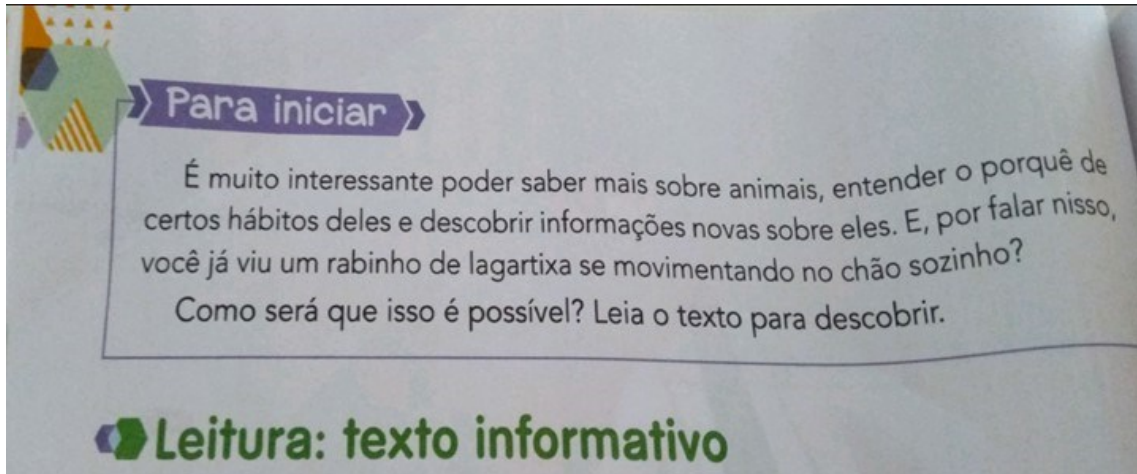 Para iniciar
É muito interessante poder saber mais sobre animais, entender o porquê de
certos hábitos deles e descobrir informações novas sobre eles. E, por falar nisso,
você já viu um rabinho de lagartixa se movimentando no chão sozinho?
Como será que isso é possível? Leia o texto para descobrir.
Leitura: texto informativo